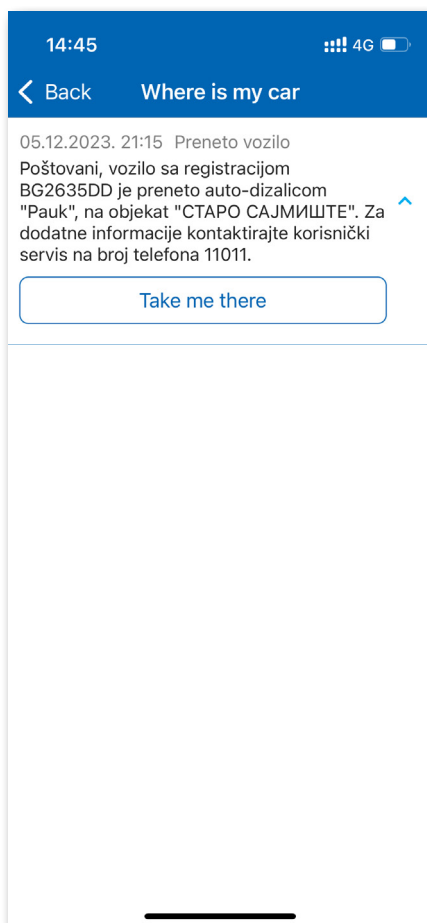 14:45
4G
Back
Where is my car
05.12.2023. 21:15 Preneto vozilo
Poštovani, vozilo sa registracijom
BG2635DD je preneto auto-dizalicom
"Pauk", na objekat "СТАРО САЈМИШТЕ". Za
dodatne informacije kontaktirajte korisnički
servis na broj telefona 11011.
Take me there